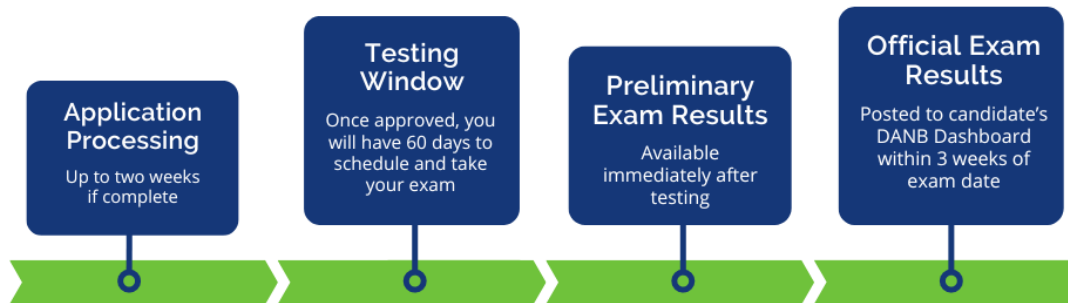 Application
Processing
Up to two weeks
if complete
Testing
Window
Once approved, you
will have 60 days to
schedule and take
your exam
Preliminary
Exam Results
Available
immediately after
testing
Official Exam
Results
Posted to candidate’s
DANB Dashboard
within 3 weeks of
exam date